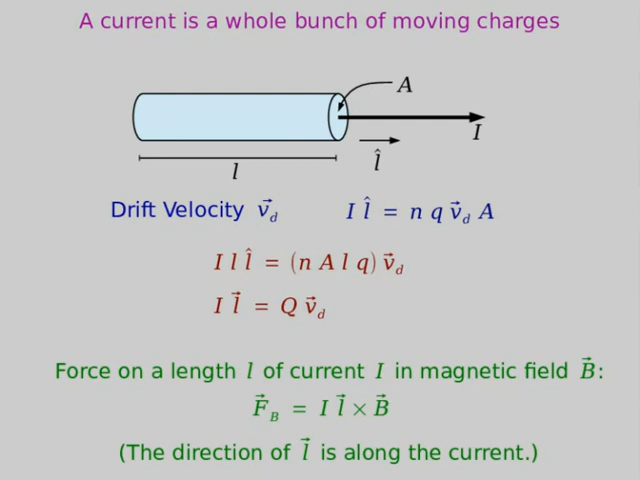 A current is a whole bunch of moving charges
A
I
l̂
l
Drift Velocity v⃗_d
I l̂ = n q v⃗_d A
I l l̂ = (n A l q) v⃗_d
I l⃗ = Q v⃗_d
Force on a length l of current I in magnetic field B⃗:
F⃗_B = I l⃗ × B⃗
(The direction of l⃗ is along the current.)